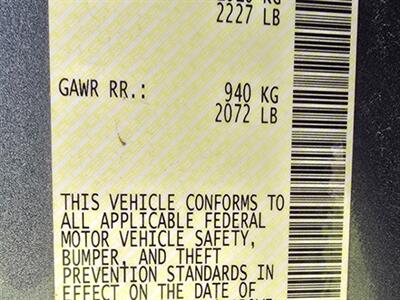 2227 LB
GAWR RR.: 940 KG
2072 LB
THIS VEHICLE CONFORMS TO
ALL APPLICABLE FEDERAL
MOTOR VEHICLE SAFETY,
BUMPER, AND THEFT
PREVENTION STANDARDS IN
EFFECT ON THE DATE OF